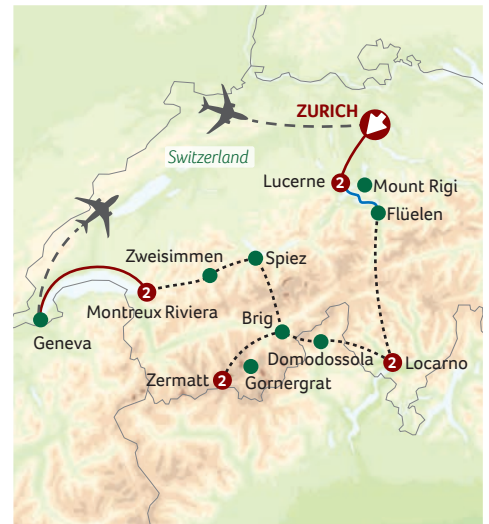 ZURICH
Switzerland
Lucerne 2
Mount Rigi
Flüelen
Zweisimmen
Spiez
2
Montreux Riviera
Geneva
Brig
Domodossola
2 Locarno
Zermatt 2
Gornergrat